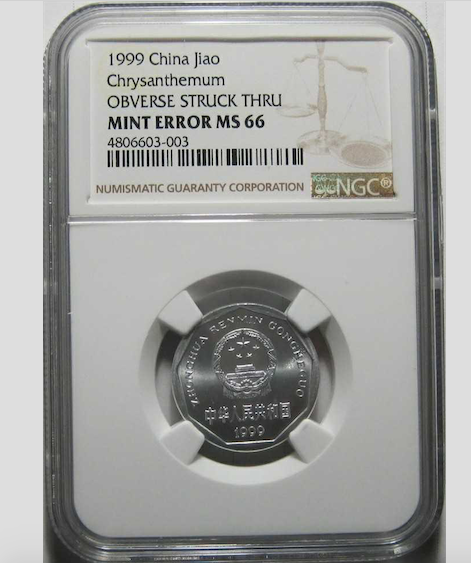 1999 China Jiao
Chrysanthemum
OBVERSE STRUCK THRU
MINT ERROR MS 66
4806603-003
NUMISMATIC GUARANTY CORPORATION
NGC®
ZHONGHUA RENMIN GONGHEGUO
中华人民共和国
1999